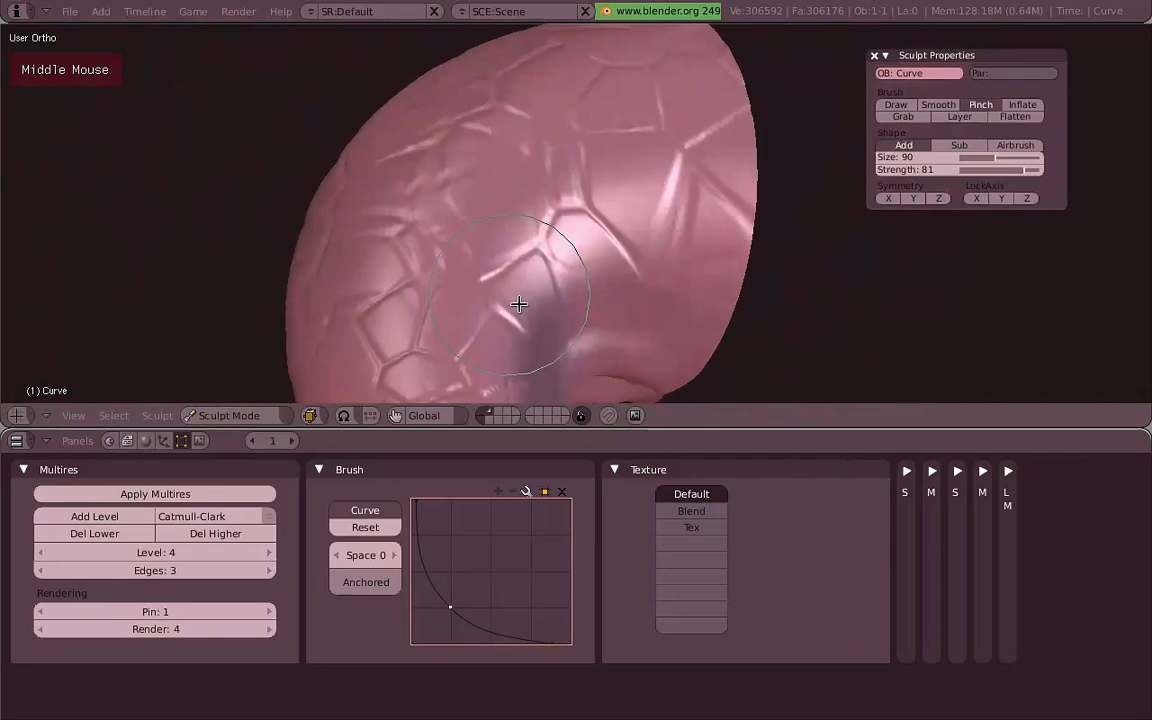 File Add Timeline Game Render Help SR:Default SCE:Scene www.blender.org 249 Ve:306592 | Fa:306176 | Ob:1-1 | La:0 | Mem:128.18M (0.64M) | Time: | Curve
User Ortho
Middle Mouse
Sculpt Properties
OB: Curve Par:
Brush
Draw Smooth Pinch Inflate
Grab Layer Flatten
Shape
Add Sub Airbrush
Size: 90
Strength: 81
Symmetry LockAxis
X Y Z X Y Z
(1) Curve
View Select Sculpt Sculpt Mode Global
Panels 1
Multires Brush Texture
Apply Multires
Add Level Catmull-Clark
Del Lower Del Higher
Level: 4
Edges: 3
Rendering
Pin: 1
Render: 4
Curve
Reset
Space 0
Anchored
Default
Blend
Tex
S M S M L
M